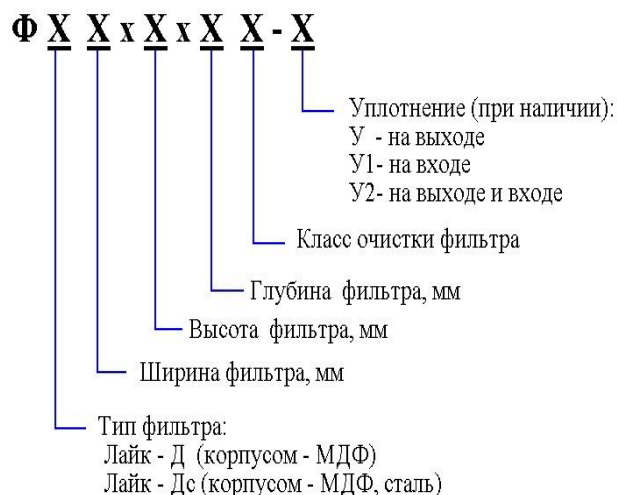 Ф Х Х х Х х Х Х - Х
Уплотнение (при наличии):
У - на выходе
У1- на входе
У2- на выходе и входе
Класс очистки фильтра
Глубина фильтра, мм
Высота фильтра, мм
Ширина фильтра, мм
Тип фильтра:
Лайк - Д (корпусом - МДФ)
Лайк - Дс (корпусом - МДФ, сталь)